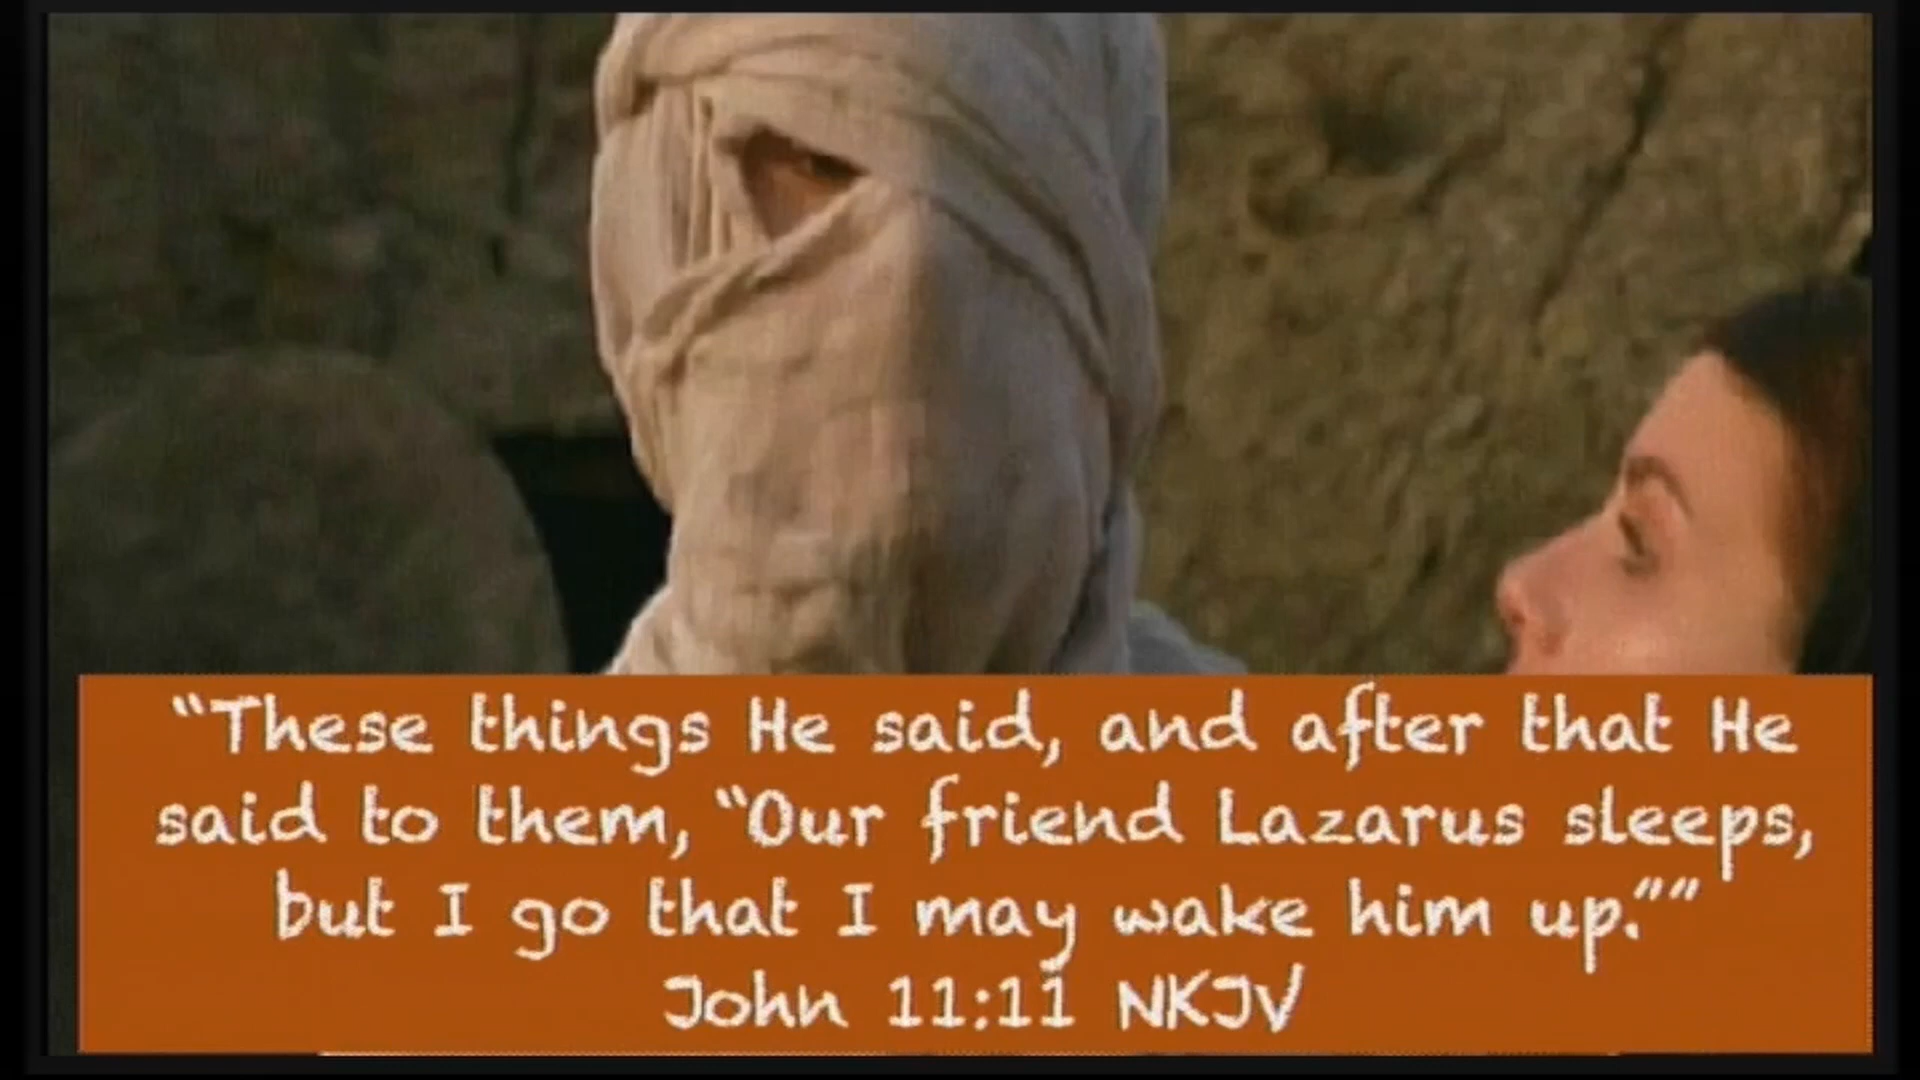 “These things He said, and after that He
said to them, “Our friend Lazarus sleeps,
but I go that I may wake him up.””
John 11:11 NKJV